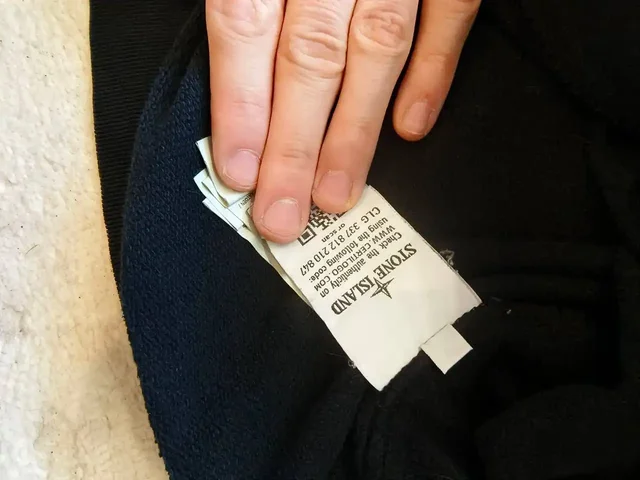 STONE ISLAND
Check the authenticity on
WWW. CERTILOGO .COM
using the following code:
CLG 337 812 210 847
or scan